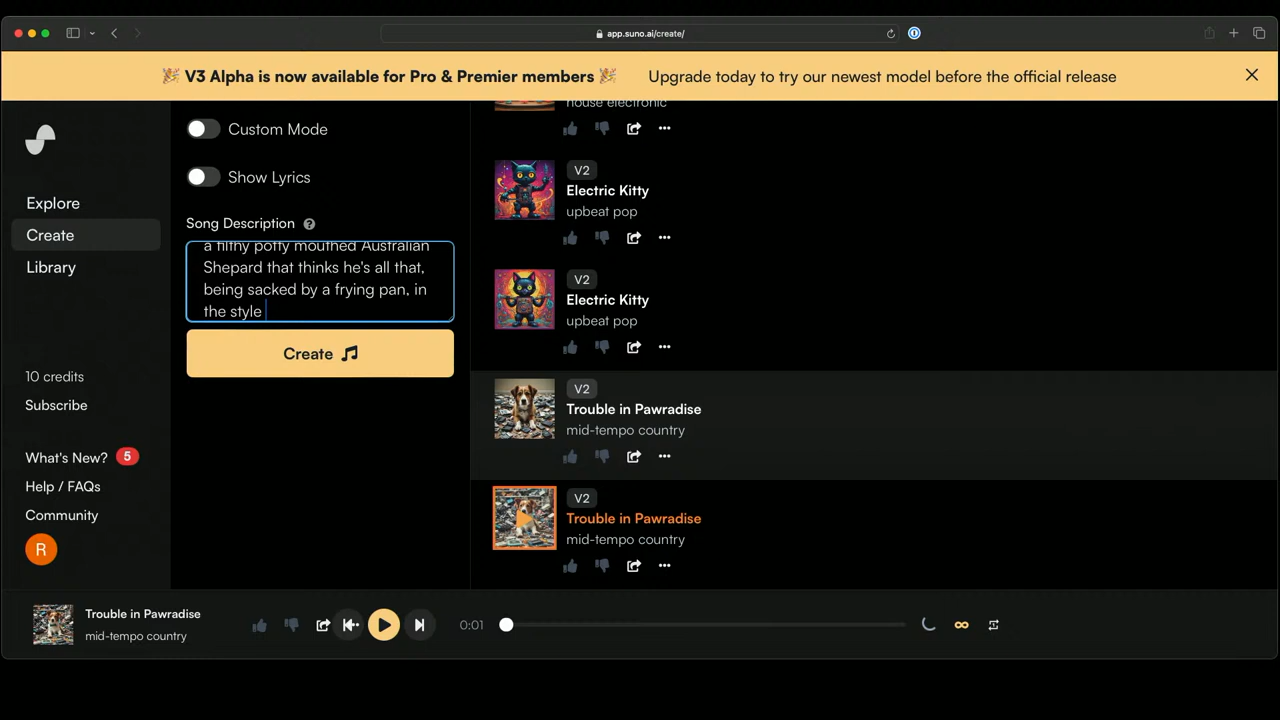 app.suno.ai/create/
🎉 V3 Alpha is now available for Pro & Premier members 🎉 Upgrade today to try our newest model before the official release
Custom Mode
Show Lyrics
Song Description
a filthy potty mouthed Australian
Shepard that thinks he's all that,
being sacked by a frying pan, in
the style
Create
Explore
Create
Library
10 credits
Subscribe
What's New? 5
Help / FAQs
Community
R
house electronic
V2
Electric Kitty
upbeat pop
V2
Electric Kitty
upbeat pop
V2
Trouble in Pawradise
mid-tempo country
V2
Trouble in Pawradise
mid-tempo country
Trouble in Pawradise
mid-tempo country
0:01